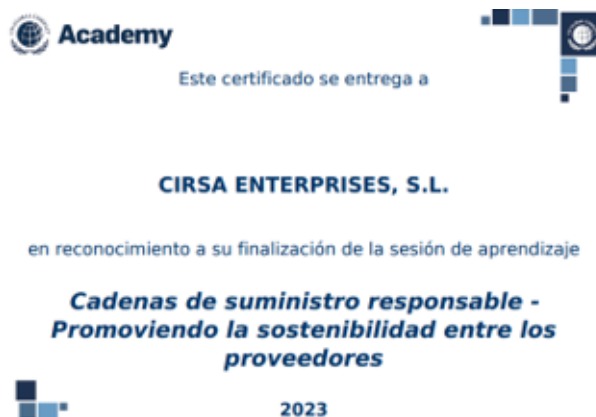 Academy
Este certificado se entrega a
CIRSA ENTERPRISES, S.L.
en reconocimiento a su finalización de la sesión de aprendizaje
Cadenas de suministro responsable -
Promoviendo la sostenibilidad entre los
proveedores
2023